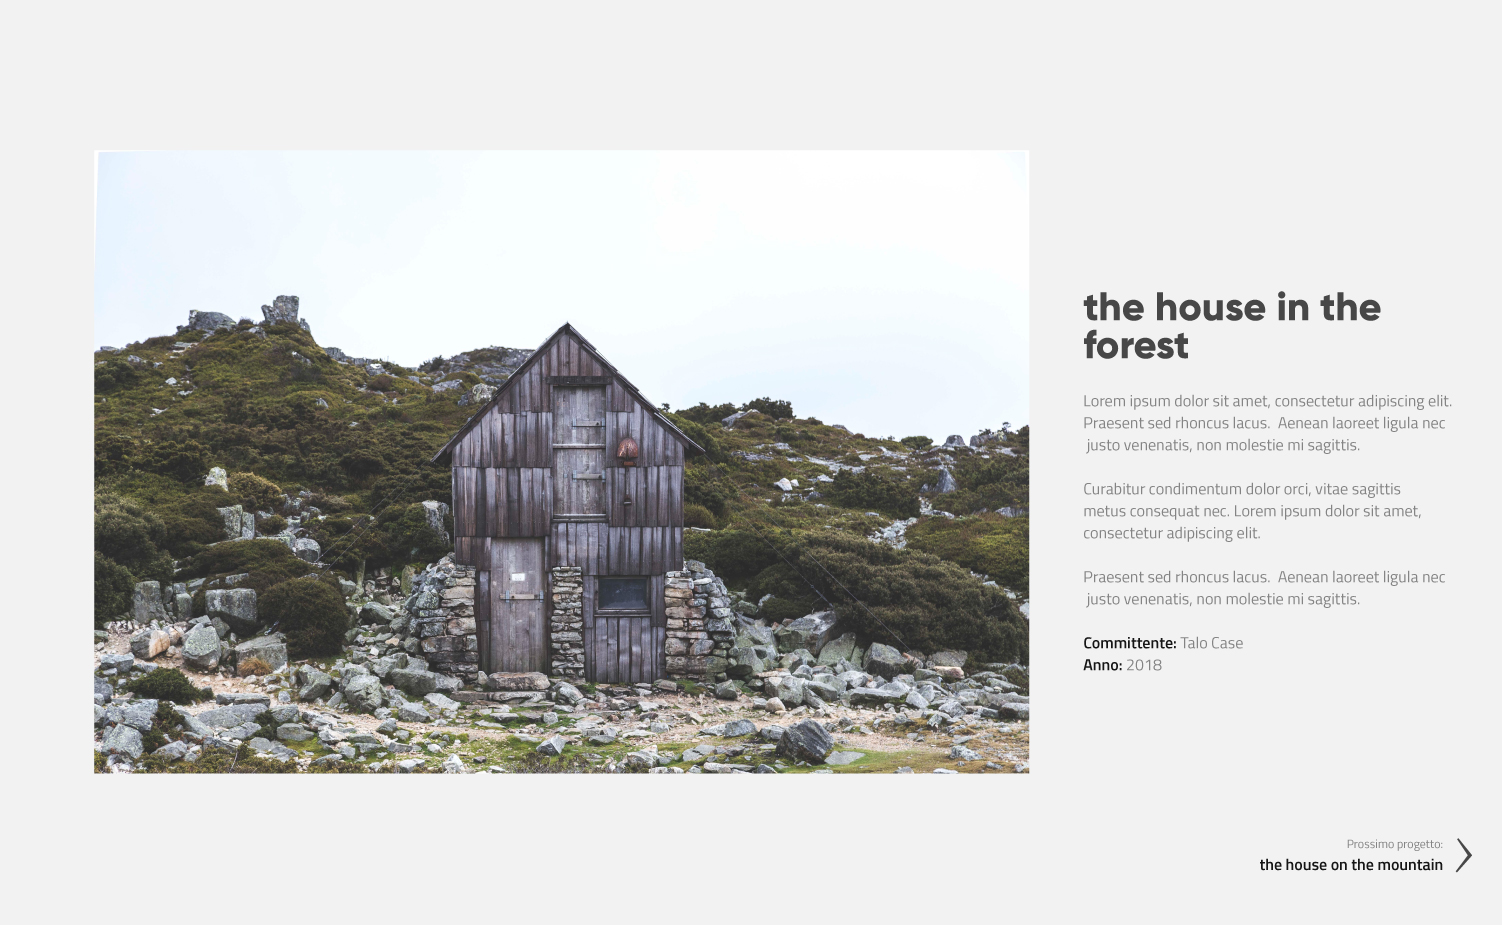 the house in the
forest
Lorem ipsum dolor sit amet, consectetur adipiscing elit.
Praesent sed rhoncus lacus.  Aenean laoreet ligula nec
justo venenatis, non molestie mi sagittis.
Curabitur condimentum dolor orci, vitae sagittis
metus consequat nec. Lorem ipsum dolor sit amet,
consectetur adipiscing elit.
Praesent sed rhoncus lacus.  Aenean laoreet ligula nec
justo venenatis, non molestie mi sagittis.
Committente: Talo Case
Anno: 2018
Prossimo progetto:
the house on the mountain